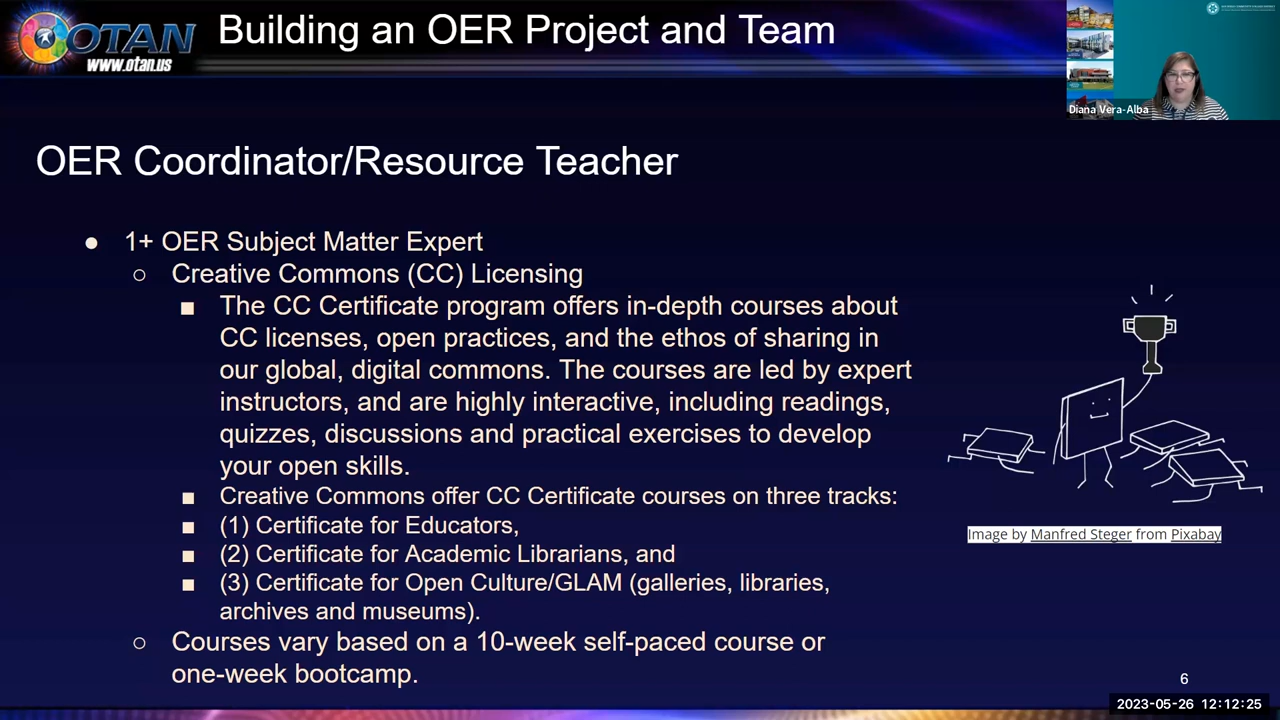 OTAN
www.otan.us
Building an OER Project and Team
Diana Vera-Alba
OER Coordinator/Resource Teacher
● 1+ OER Subject Matter Expert
○ Creative Commons (CC) Licensing
■ The CC Certificate program offers in-depth courses about
CC licenses, open practices, and the ethos of sharing in
our global, digital commons. The courses are led by expert
instructors, and are highly interactive, including readings,
quizzes, discussions and practical exercises to develop
your open skills.
■ Creative Commons offer CC Certificate courses on three tracks:
■ (1) Certificate for Educators,
■ (2) Certificate for Academic Librarians, and
■ (3) Certificate for Open Culture/GLAM (galleries, libraries,
archives and museums).
○ Courses vary based on a 10-week self-paced course or
one-week bootcamp.
Image by Manfred Steger from Pixabay
6
2023-05-26 12:12:25